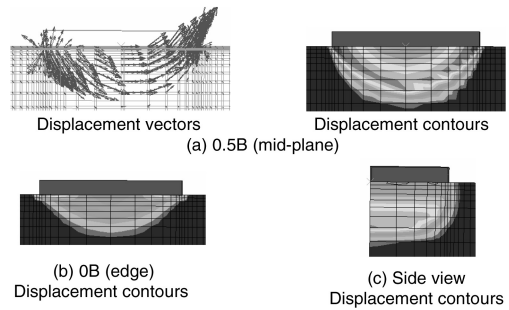 Displacement vectors
Displacement contours
(a) 0.5B (mid-plane)
(b) 0B (edge)
Displacement contours
(c) Side view
Displacement contours